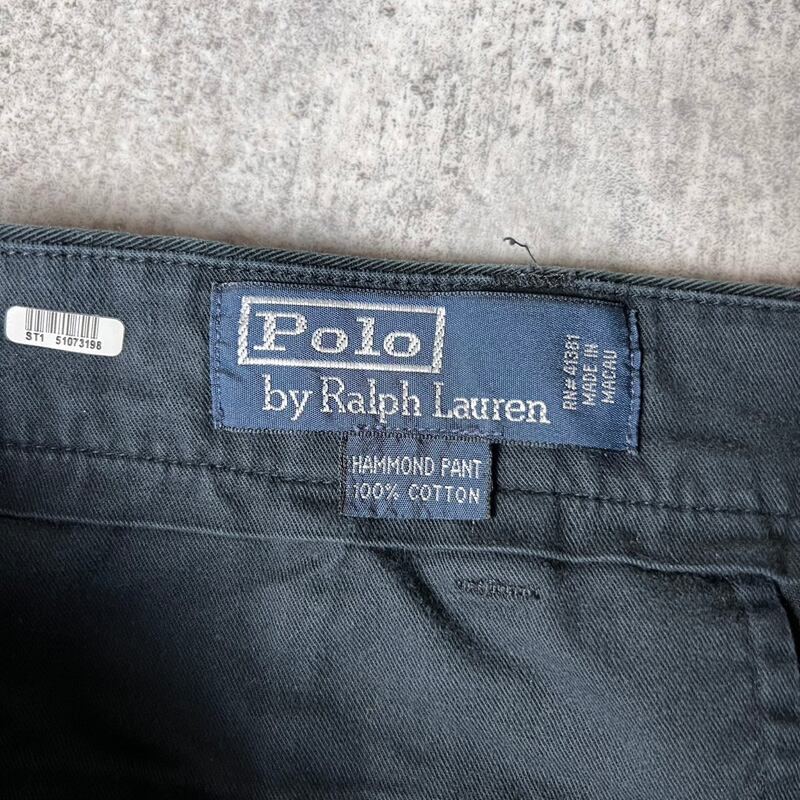 ST1 51073198
Polo
by Ralph Lauren
RN# 41381
MADE IN
MACAU
HAMMOND PANT
100% COTTON